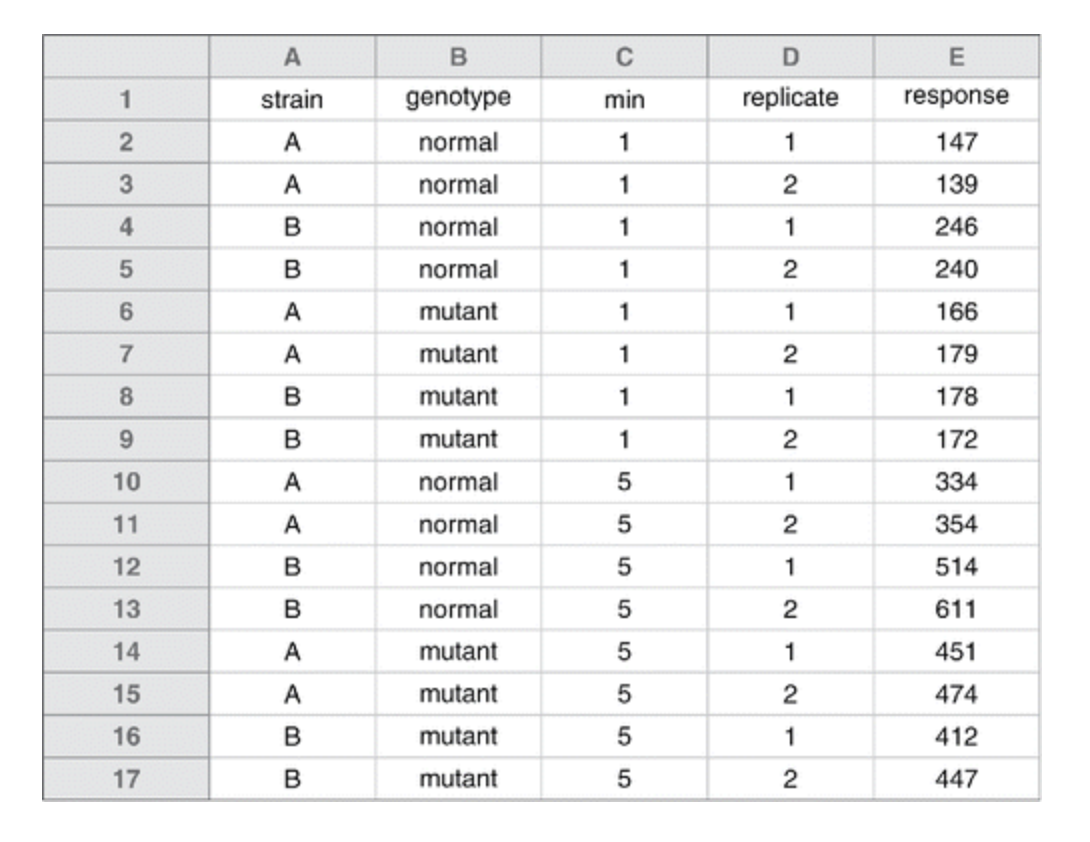 A B C D E
1 strain genotype min replicate response
2 A normal 1 1 147
3 A normal 1 2 139
4 B normal 1 1 246
5 B normal 1 2 240
6 A mutant 1 1 166
7 A mutant 1 2 179
8 B mutant 1 1 178
9 B mutant 1 2 172
10 A normal 5 1 334
11 A normal 5 2 354
12 B normal 5 1 514
13 B normal 5 2 611
14 A mutant 5 1 451
15 A mutant 5 2 474
16 B mutant 5 1 412
17 B mutant 5 2 447